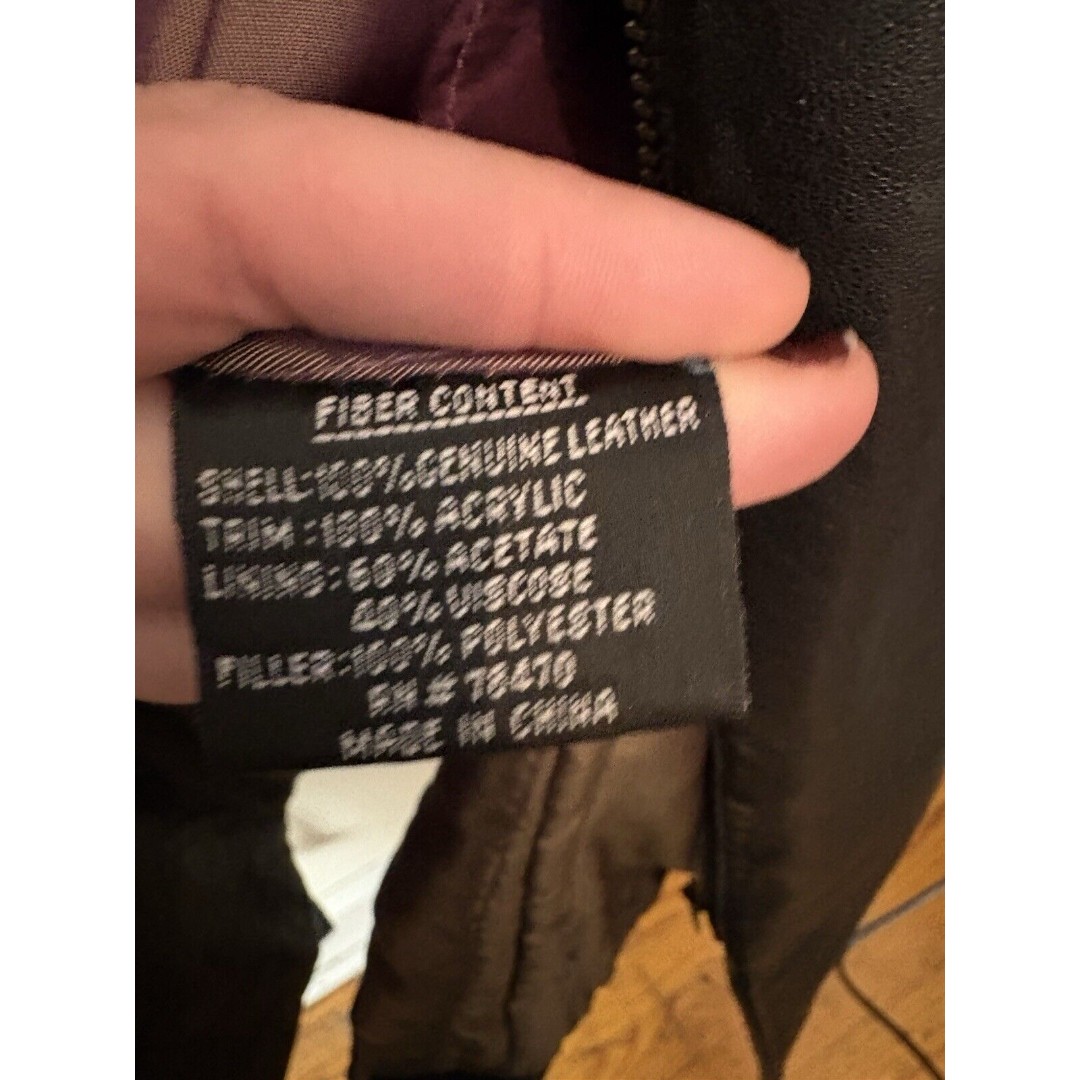 FIBER CONTENT
SHELL:100%GENUINE LEATHER
TRIM:100% ACRYLIC
LINING:60% ACETATE
40% VISCOSE
FILLER:100% POLYESTER
RN# 78470
MADE IN CHINA